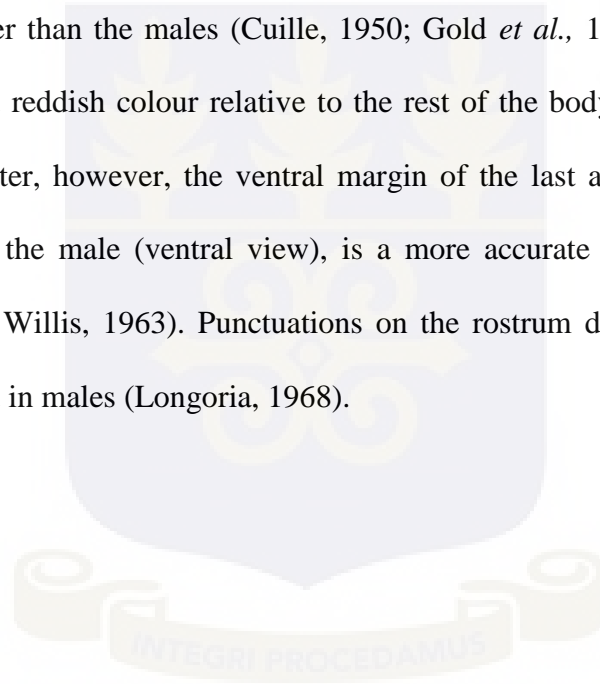 er than the males (Cuille, 1950; Gold et al., 1
reddish colour relative to the rest of the body
ter, however, the ventral margin of the last a
the male (ventral view), is a more accurate
Willis, 1963). Punctuations on the rostrum d
in males (Longoria, 1968).
INTEGRI PROCEDAMUS